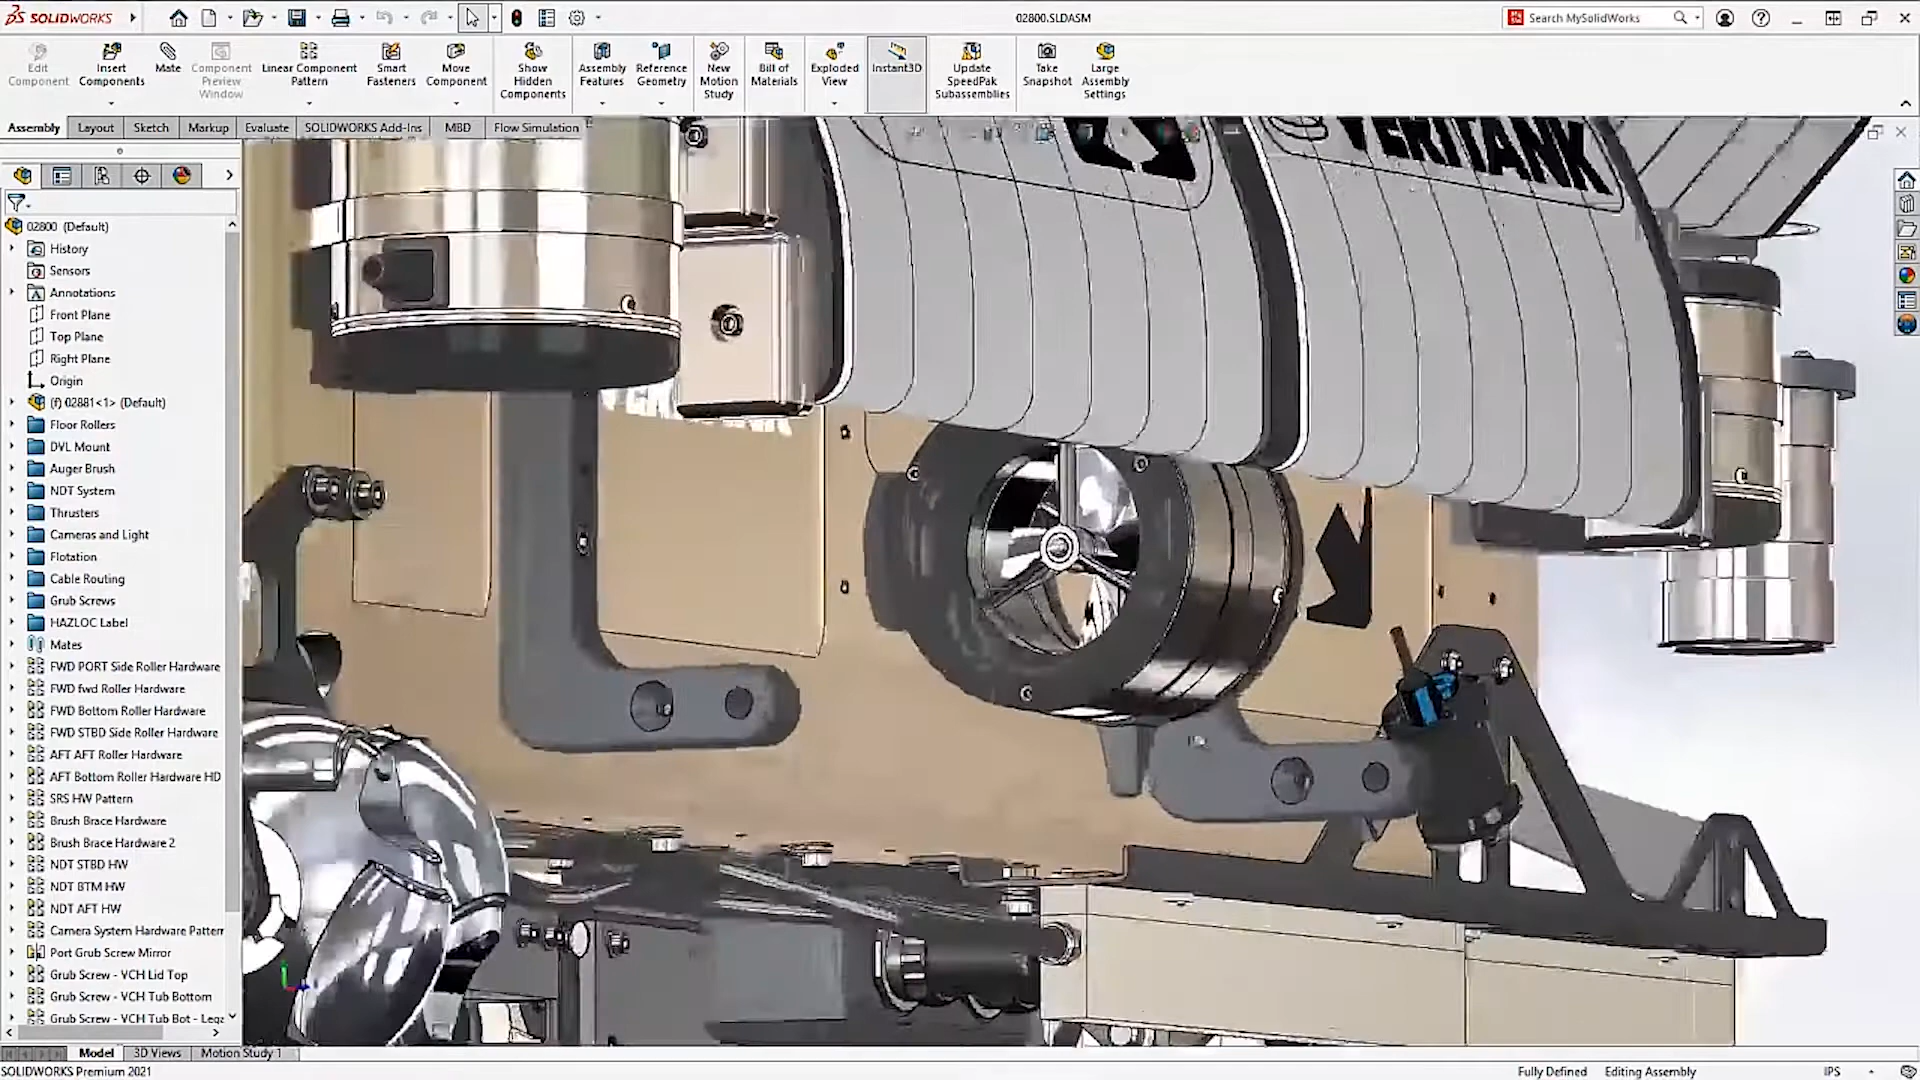 SOLIDWORKS
02800.SLDASM
Search MySolidWorks
Edit Component
Insert Components
Mate
Component Preview Window
Linear Component Pattern
Smart Fasteners
Move Component
Show Hidden Components
Assembly Features
Reference Geometry
New Motion Study
Bill of Materials
Exploded View
Instant3D
Update SpeedPak Subassemblies
Take Snapshot
Large Assembly Settings
Assembly
Layout
Sketch
Markup
Evaluate
SOLIDWORKS Add-Ins
MBD
Flow Simulation
VERITANK
02800 (Default)
History
Sensors
Annotations
Front Plane
Top Plane
Right Plane
Origin
(f) 02881<1> (Default)
Floor Rollers
DVL Mount
Auger Brush
NDT System
Thrusters
Cameras and Light
Flotation
Cable Routing
Grub Screws
HAZLOC Label
Mates
FWD PORT Side Roller Hardware
FWD fwd Roller Hardware
FWD Bottom Roller Hardware
FWD STBD Side Roller Hardware
AFT AFT Roller Hardware
AFT Bottom Roller Hardware HD
SRS HW Pattern
Brush Brace Hardware
Brush Brace Hardware 2
NDT STBD HW
NDT BTM HW
NDT AFT HW
Camera System Hardware Pattern
Port Grub Screw Mirror
Grub Screw - VCH Lid Top
Grub Screw - VCH Tub Bottom
Grub Screw - VCH Tub Bot - Lega
Model
3D Views
Motion Study 1
SOLIDWORKS Premium 2021
Fully Defined
Editing Assembly
IPS